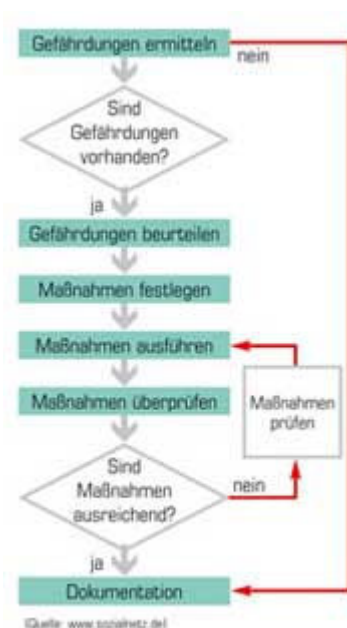 Gefährdungen ermitteln
nein
Sind
Gefährdungen
vorhanden?
ja
Gefährdungen beurteilen
Maßnahmen festlegen
Maßnahmen ausführen
Maßnahmen überprüfen
Maßnahmen
prüfen
Sind
Maßnahmen
ausreichend?
nein
ja
Dokumentation
(Quelle: www.sozialnetz.de)